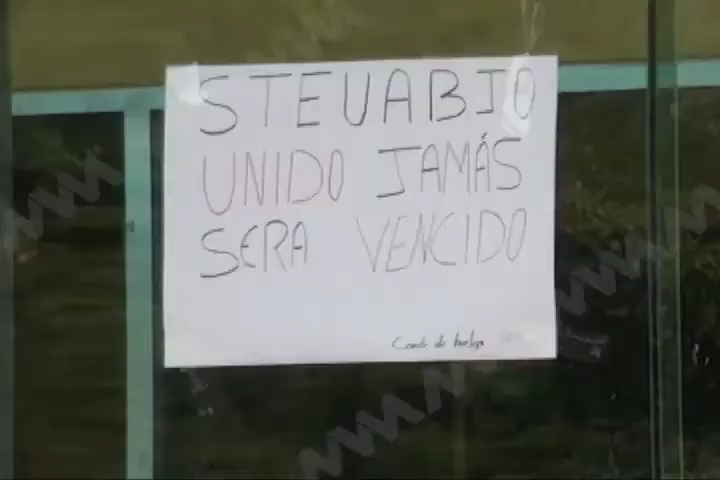 STEUABJO
UNIDO JAMÁS
SERA VENCIDO
Comité de huelga